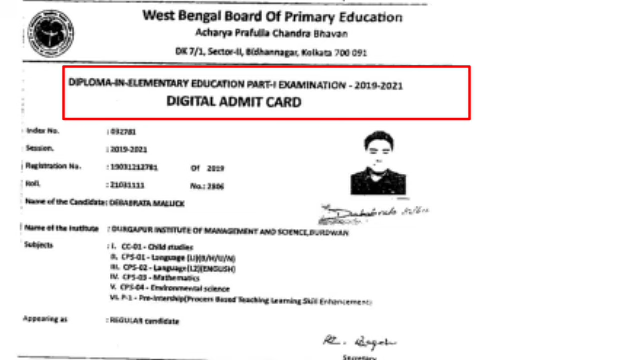 West Bengal Board Of Primary Education
Acharya Prafulla Chandra Bhavan
DK 7/1, Sector-II, Bidhannagar, Kolkata 700 091
DIPLOMA-IN-ELEMENTARY EDUCATION PART-I EXAMINATION - 2019-2021
DIGITAL ADMIT CARD
Index No. : 032781
Session. : 2019-2021
Registration No. : 19031212781 Of 2019
Roll. : 21031111 No.: 2806
Name of the Candidate: DEBABRATA MALLICK
Debabrata
Name of the Institute : DURGAPUR INSTITUTE OF MANAGEMENT AND SCIENCE,BURDWAN
Subjects : I. CC-01 - Child studies
II. CPS-01 - Language (L1)(B/H/U/N)
III. CPS-02 - Language(L2)(ENGLISH)
IV. CPS-03 - Mathematics
V. CPS-04 - Environmental science
VI. P-1 - Pre-Intership(Process Based Teaching Learning Skill Enhancement)
Appearing as : REGULAR candidate
Secretary